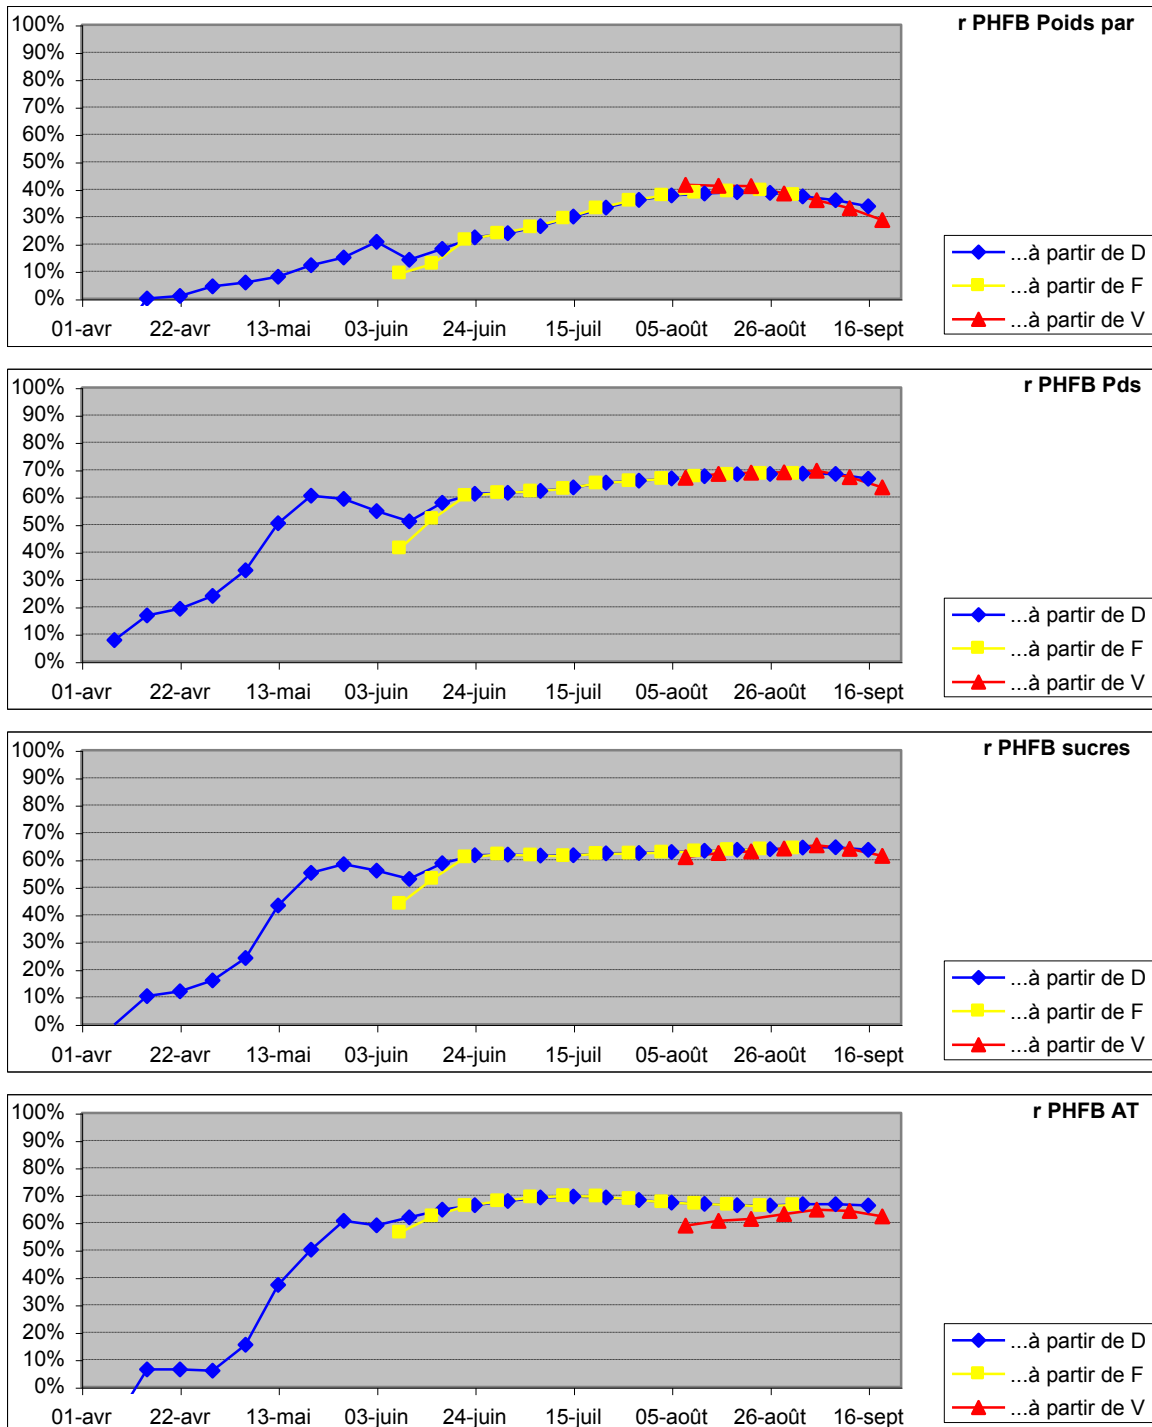 r PHFB Poids par
100%
90%
80%
70%
60%
50%
40%
30%
20%
10%
0%
01-avr 22-avr 13-mai 03-juin 24-juin 15-juil 05-août 26-août 16-sept
...à partir de D
...à partir de F
...à partir de V
r PHFB Pds
100%
90%
80%
70%
60%
50%
40%
30%
20%
10%
0%
01-avr 22-avr 13-mai 03-juin 24-juin 15-juil 05-août 26-août 16-sept
...à partir de D
...à partir de F
...à partir de V
r PHFB sucres
100%
90%
80%
70%
60%
50%
40%
30%
20%
10%
0%
01-avr 22-avr 13-mai 03-juin 24-juin 15-juil 05-août 26-août 16-sept
...à partir de D
...à partir de F
...à partir de V
r PHFB AT
100%
90%
80%
70%
60%
50%
40%
30%
20%
10%
0%
01-avr 22-avr 13-mai 03-juin 24-juin 15-juil 05-août 26-août 16-sept
...à partir de D
...à partir de F
...à partir de V